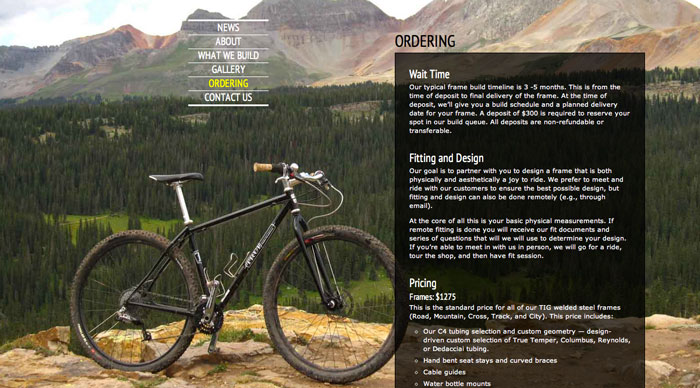 NEWS
ABOUT
WHAT WE BUILD
GALLERY
ORDERING
CONTACT US
ORDERING
Wait Time
Our typical frame build timeline is 3 -5 months. This is from the
time of deposit to final delivery of the frame. At the time of
deposit, we'll give you a build schedule and a planned delivery
date for your frame. A deposit of $300 is required to reserve your
spot in our build queue. All deposits are non-refundable or
transferable.
Fitting and Design
Our goal is to partner with you to design a frame that is both
physically and aesthetically a joy to ride. We prefer to meet and
ride with our customers to ensure the best possible design, but
fitting and design can also be done remotely (e.g., through
email).
At the core of all this is your basic physical measurements. If
remote fitting is done you will receive our fit documents and
series of questions that will we will use to determine your design.
If you're able to meet in with us in person, we will go for a ride,
tour the shop, and then have fit session.
Pricing
Frames: $1275
This is the standard price for all of our TIG welded steel frames
(Road, Mountain, Cross, Track, and City). This price includes:
Our C4 tubing selection and custom geometry — design-
driven custom selection of True Temper, Columbus, Reynolds,
or Dedaccial tubing.
Hand bent seat stays and curved braces
Cable guides
Water bottle mounts